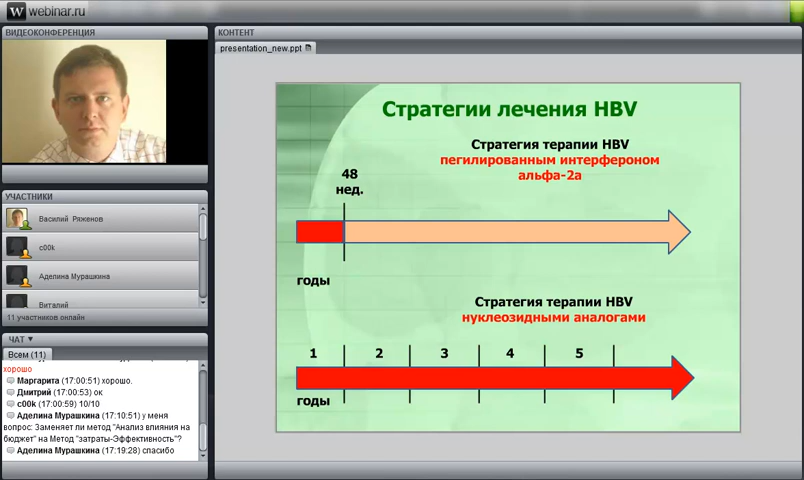 webinar.ru
ВИДЕОКОНФЕРЕНЦИЯ
УЧАСТНИКИ
Василий Ряженов
c00k
Аделина Мурашкина
Виталий
11 участников онлайн
ЧАТ
Всем (11)
хорошо
Маргарита (17:00:51) хорошо.
Дмитрий (17:00:53) ок
c00k (17:00:59) 10/10
Аделина Мурашкина (17:10:51) у меня
вопрос: Заменяет ли метод "Анализ влияния на
бюджет" на Метод "затраты-Эффективность"?
Аделина Мурашкина (17:19:28) спасибо
КОНТЕНТ
presentation_new.ppt
Стратегии лечения HBV
Стратегия терапии HBV
пегилированным интерфероном
альфа-2а
48
нед.
годы
Стратегия терапии HBV
нуклеозидными аналогами
1 2 3 4 5
годы